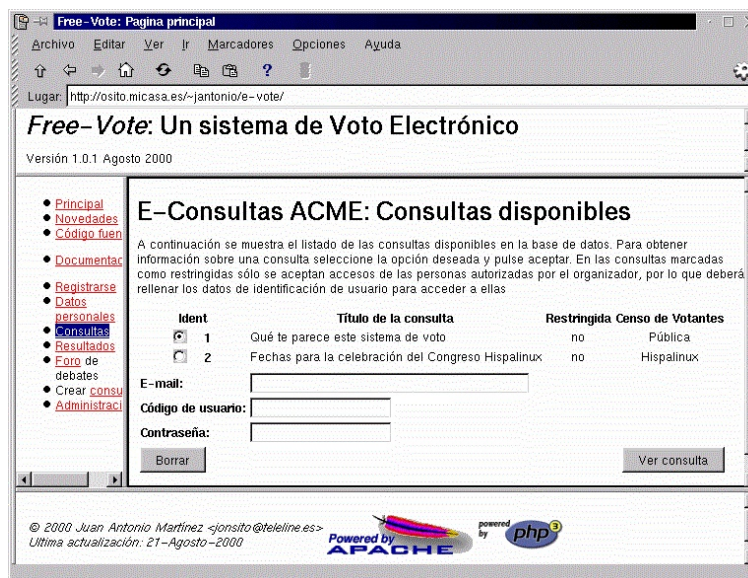 Free-Vote: Pagina principal
Archivo Editar Ver Ir Marcadores Opciones Ayuda
?
Lugar: http://osito.micasa.es/~jantonio/e-vote/
Free-Vote: Un sistema de Voto Electrónico
Versión 1.0.1 Agosto 2000
Principal
Novedades
Código fuen
Documentac
Registrarse
Datos
personales
Consultas
Resultados
Foro de
debates
Crear consu
Administraci
E-Consultas ACME: Consultas disponibles
A continuación se muestra el listado de las consultas disponibles en la base de datos. Para obtener
información sobre una consulta seleccione la opción deseada y pulse aceptar. En las consultas marcadas
como restringidas sólo se aceptan accesos de las personas autorizadas por el organizador, por lo que deberá
rellenar los datos de identificación de usuario para acceder a ellas
Ident Título de la consulta Restringida Censo de Votantes
1 Qué te parece este sistema de voto no Pública
2 Fechas para la celebración del Congreso Hispalinux no Hispalinux
E-mail:
Código de usuario:
Contraseña:
Borrar Ver consulta
© 2000 Juan Antonio Martínez <jonsito@teleline.es>
Ultima actualización: 21-Agosto-2000
Powered by
APACHE
powered
by php 3